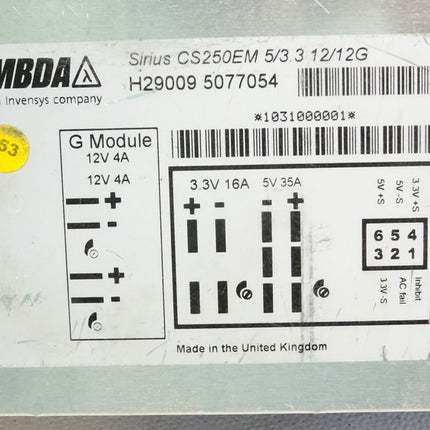 Sirius CS250EM 5/3.3 12/12G
MBDA λ
Invensys company
H29009 5077054
*1031000001*
53
G Module
12V 4A
12V 4A
+
-
+
-
3.3V 16A
5V 35A
+ -
- +
5V +S
5V -S
3.3V +S
6 5 4
3 2 1
3.3V -S
AC fail
Inhibit
Made in the United Kingdom